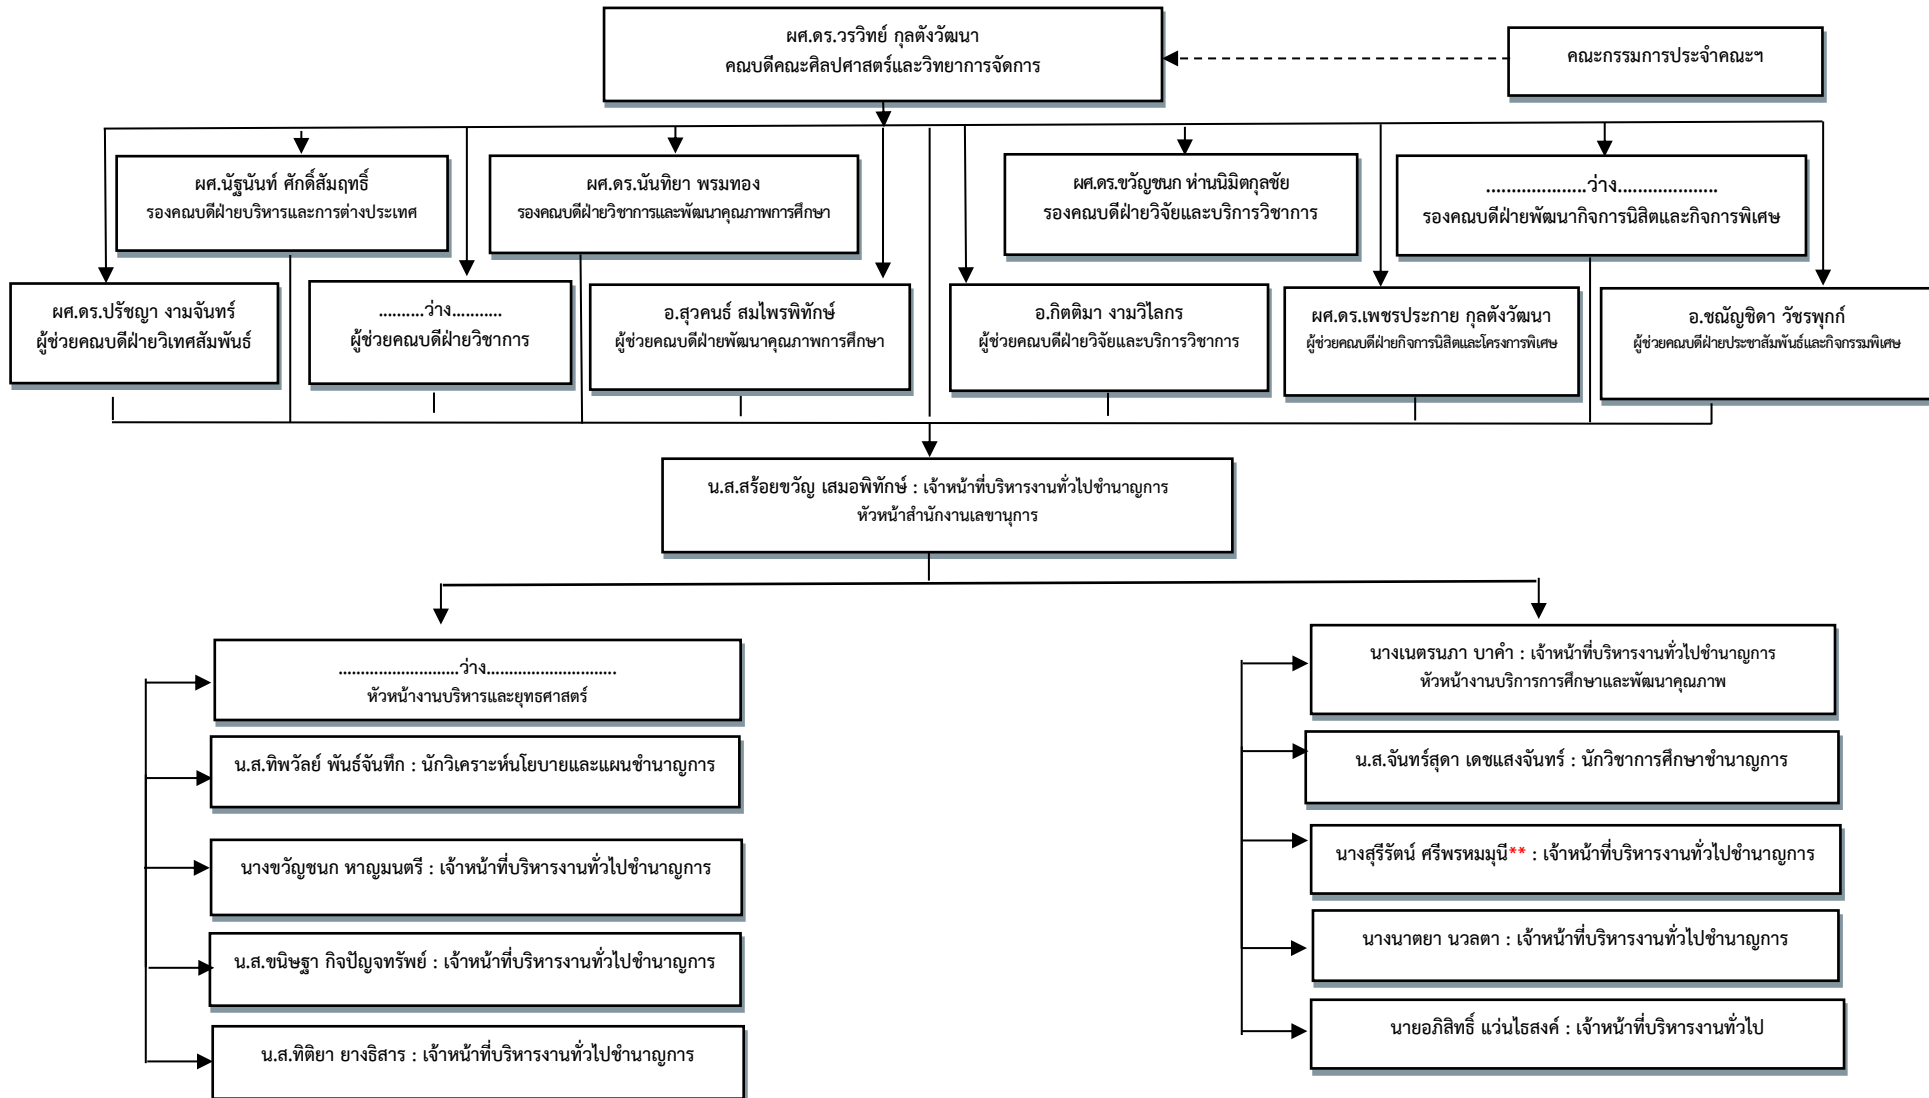 ผศ.ดร.วรวิทย์ กุลตังวัฒนา
คณบดีคณะศิลปศาสตร์และวิทยาการจัดการ
คณะกรรมการประจำคณะฯ
ผศ.นัฐนันท์ ศักดิ์สัมฤทธิ์
รองคณบดีฝ่ายบริหารและการต่างประเทศ
ผศ.ดร.นันทิยา พรมทอง
รองคณบดีฝ่ายวิชาการและพัฒนาคุณภาพการศึกษา
ผศ.ดร.ขวัญชนก ห่านนิมิตกุลชัย
รองคณบดีฝ่ายวิจัยและบริการวิชาการ
....................ว่าง....................
รองคณบดีฝ่ายพัฒนากิจการนิสิตและกิจการพิเศษ
ผศ.ดร.ปรัชญา งามจันทร์
ผู้ช่วยคณบดีฝ่ายวิเทศสัมพันธ์
.........ว่าง..........
ผู้ช่วยคณบดีฝ่ายวิชาการ
อ.สุวคนธ์ สมไพรพิทักษ์
ผู้ช่วยคณบดีฝ่ายพัฒนาคุณภาพการศึกษา
อ.กิตติมา งามวิไลกร
ผู้ช่วยคณบดีฝ่ายวิจัยและบริการวิชาการ
ผศ.ดร.เพชรประกาย กุลตังวัฒนา
ผู้ช่วยคณบดีฝ่ายกิจการนิสิตและโครงการพิเศษ
อ.ชณัญชิดา วัชรพุกก์
ผู้ช่วยคณบดีฝ่ายประชาสัมพันธ์และกิจกรรมพิเศษ
น.ส.สร้อยขวัญ เสมอพิทักษ์ : เจ้าหน้าที่บริหารงานทั่วไปชำนาญการ
หัวหน้าสำนักงานเลขานุการ
...........................ว่าง.............................
หัวหน้างานบริหารและยุทธศาสตร์
น.ส.ทิพวัลย์ พันธ์จันทึก : นักวิเคราะห์นโยบายและแผนชำนาญการ
นางขวัญชนก หาญมนตรี : เจ้าหน้าที่บริหารงานทั่วไปชำนาญการ
น.ส.ขนิษฐา กิจปัญจทรัพย์ : เจ้าหน้าที่บริหารงานทั่วไปชำนาญการ
น.ส.ทิติยา ยางธิสาร : เจ้าหน้าที่บริหารงานทั่วไปชำนาญการ
นางเนตรนภา บาคำ : เจ้าหน้าที่บริหารงานทั่วไปชำนาญการ
หัวหน้างานบริการการศึกษาและพัฒนาคุณภาพ
น.ส.จันทร์สุดา เดชแสงจันทร์ : นักวิชาการศึกษาชำนาญการ
นางสุรีรัตน์ ศรีพรหมมุนี** : เจ้าหน้าที่บริหารงานทั่วไปชำนาญการ
นางนาตยา นวลตา : เจ้าหน้าที่บริหารงานทั่วไปชำนาญการ
นายอภิสิทธิ์ แว่นไธสงค์ : เจ้าหน้าที่บริหารงานทั่วไป